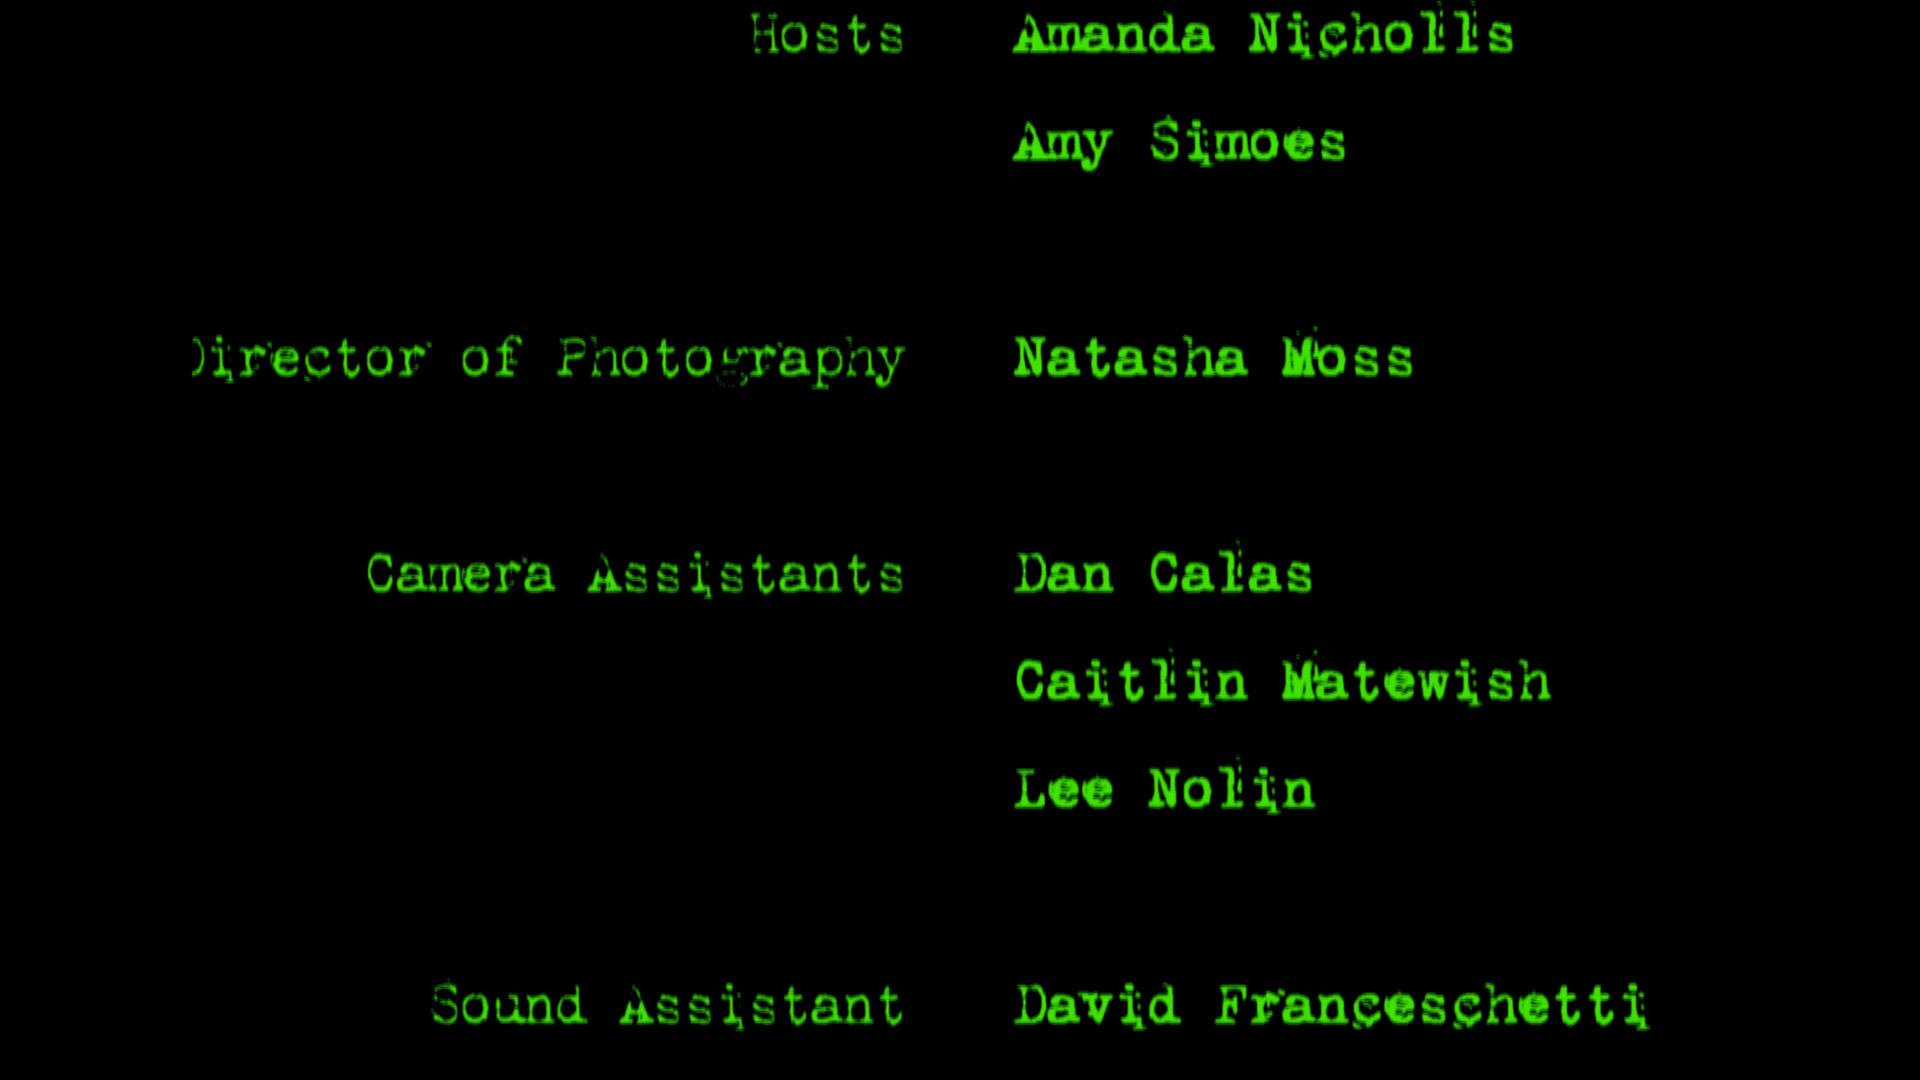 Hosts Amanda Nicholls
Amy Simoes
Director of Photography Natasha Moss
Camera Assistants Dan Calas
Caitlin Matewish
Lee Nolin
Sound Assistant David Franceschetti